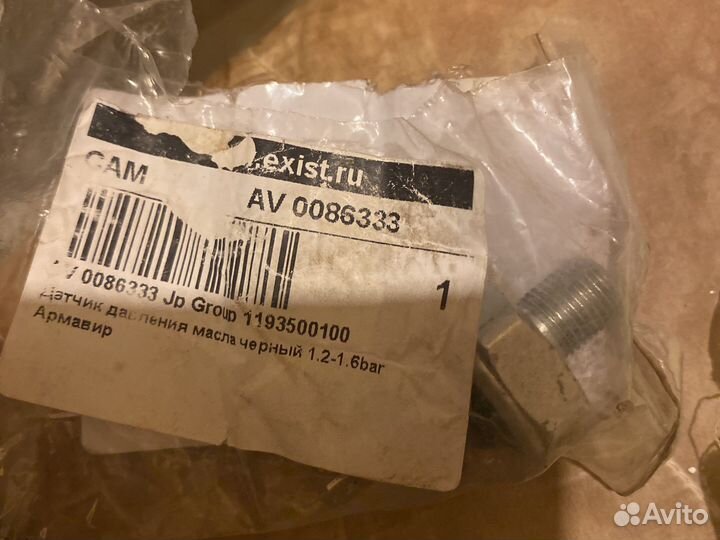 .exist.ru
САМ
AV 0086333
1
AV 0086333 Jp Group 1193500100
Датчик давления масла черный 1.2-1.6bar
Армавир
Avito